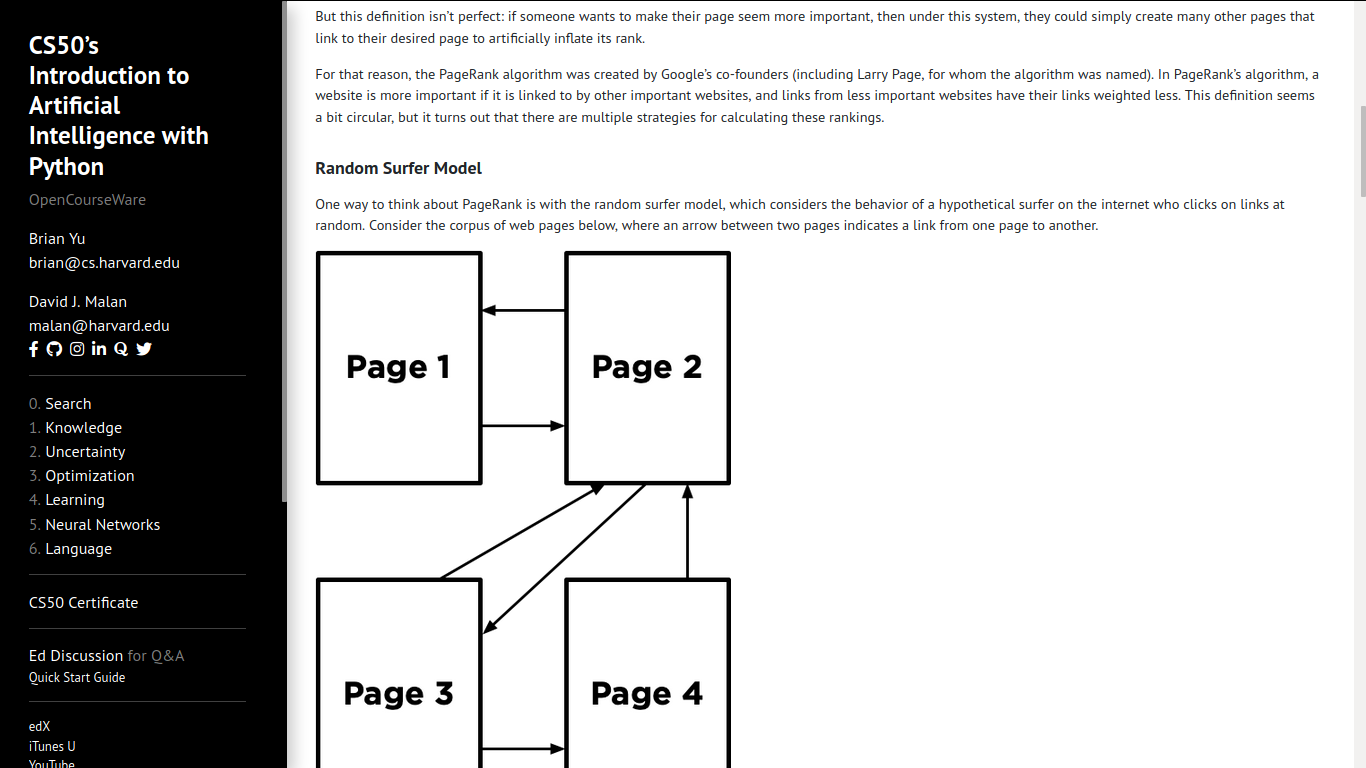 CS50’s
Introduction to
Artificial
Intelligence with
Python
OpenCourseWare
Brian Yu
brian@cs.harvard.edu
David J. Malan
malan@harvard.edu
0. Search
1. Knowledge
2. Uncertainty
3. Optimization
4. Learning
5. Neural Networks
6. Language
CS50 Certificate
Ed Discussion for Q&A
Quick Start Guide
edX
iTunes U
YouTube
But this definition isn’t perfect: if someone wants to make their page seem more important, then under this system, they could simply create many other pages that
link to their desired page to artificially inflate its rank.
For that reason, the PageRank algorithm was created by Google’s co-founders (including Larry Page, for whom the algorithm was named). In PageRank’s algorithm, a
website is more important if it is linked to by other important websites, and links from less important websites have their links weighted less. This definition seems
a bit circular, but it turns out that there are multiple strategies for calculating these rankings.
Random Surfer Model
One way to think about PageRank is with the random surfer model, which considers the behavior of a hypothetical surfer on the internet who clicks on links at
random. Consider the corpus of web pages below, where an arrow between two pages indicates a link from one page to another.
Page 1
Page 2
Page 3
Page 4